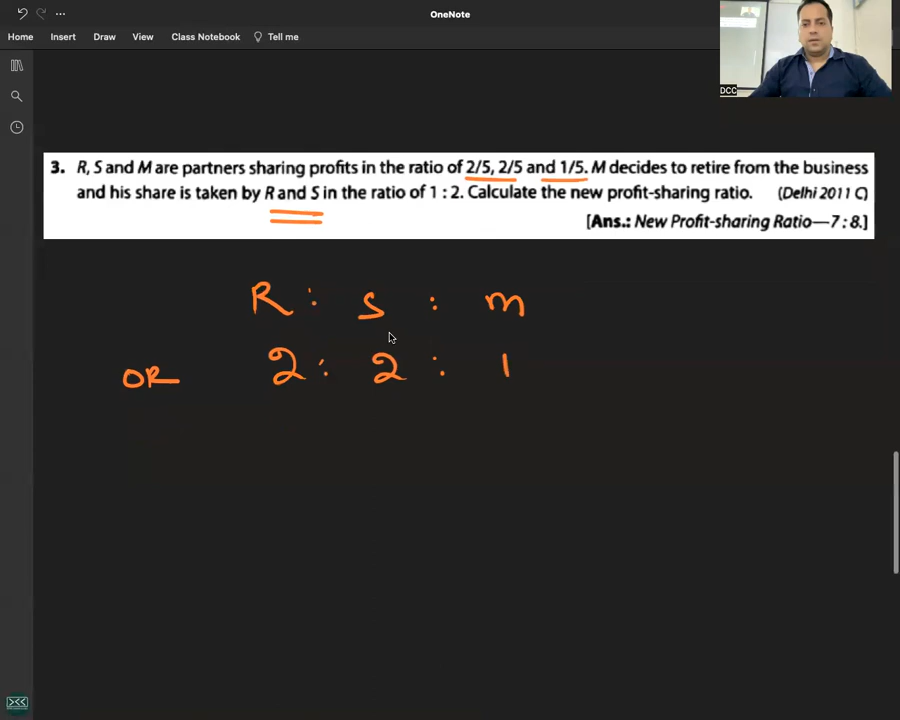 OneNote
Home Insert Draw View Class Notebook Tell me
DCC
3. R, S and M are partners sharing profits in the ratio of 2/5, 2/5 and 1/5. M decides to retire from the business
and his share is taken by R and S in the ratio of 1 : 2. Calculate the new profit-sharing ratio. (Delhi 2011 C)
[Ans.: New Profit-sharing Ratio—7 : 8.]
R : S : m
OR 2 : 2 : 1